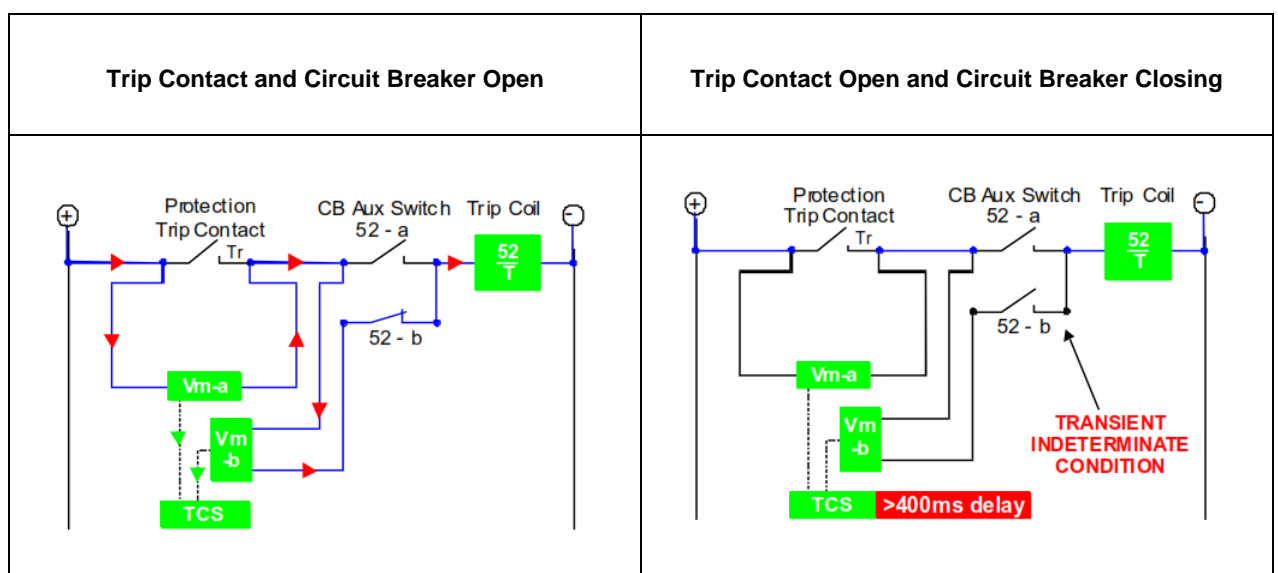 Trip Contact and Circuit Breaker Open
Trip Contact Open and Circuit Breaker Closing
+
Protection
Trip Contact
Tr
CB Aux Switch
52 - a
Trip Coil
-
52
T
52 - b
Vm-a
Vm
-b
TCS
+
Protection
Trip Contact
Tr
CB Aux Switch
52 - a
Trip Coil
-
52
T
52 - b
Vm-a
Vm
-b
TRANSIENT
INDETERMINATE
CONDITION
TCS >400ms delay